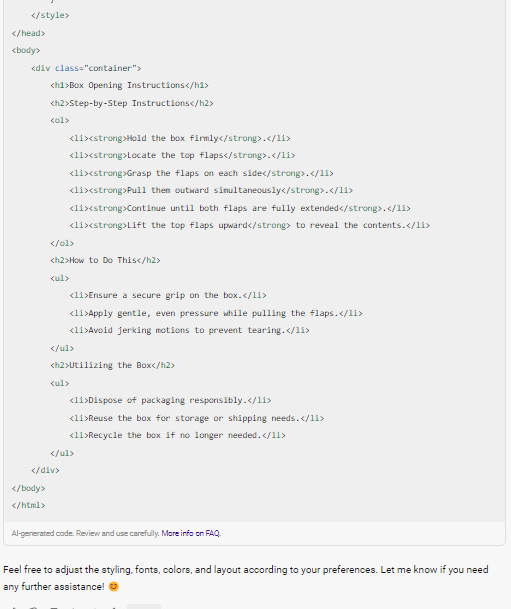 </style>
</head>
<body>
<div class="container">
<h1>Box Opening Instructions</h1>
<h2>Step-by-Step Instructions</h2>
<ol>
<li><strong>Hold the box firmly</strong>.</li>
<li><strong>Locate the top flaps</strong>.</li>
<li><strong>Grasp the flaps on each side</strong>.</li>
<li><strong>Pull them outward simultaneously</strong>.</li>
<li><strong>Continue until both flaps are fully extended</strong>.</li>
<li><strong>Lift the top flaps upward</strong> to reveal the contents.</li>
</ol>
<h2>How to Do This</h2>
<ul>
<li>Ensure a secure grip on the box.</li>
<li>Apply gentle, even pressure while pulling the flaps.</li>
<li>Avoid jerking motions to prevent tearing.</li>
</ul>
<h2>Utilizing the Box</h2>
<ul>
<li>Dispose of packaging responsibly.</li>
<li>Reuse the box for storage or shipping needs.</li>
<li>Recycle the box if no longer needed.</li>
</ul>
</div>
</body>
</html>
AI-generated code. Review and use carefully. More info on FAQ.
Feel free to adjust the styling, fonts, colors, and layout according to your preferences. Let me know if you need
any further assistance! 😊